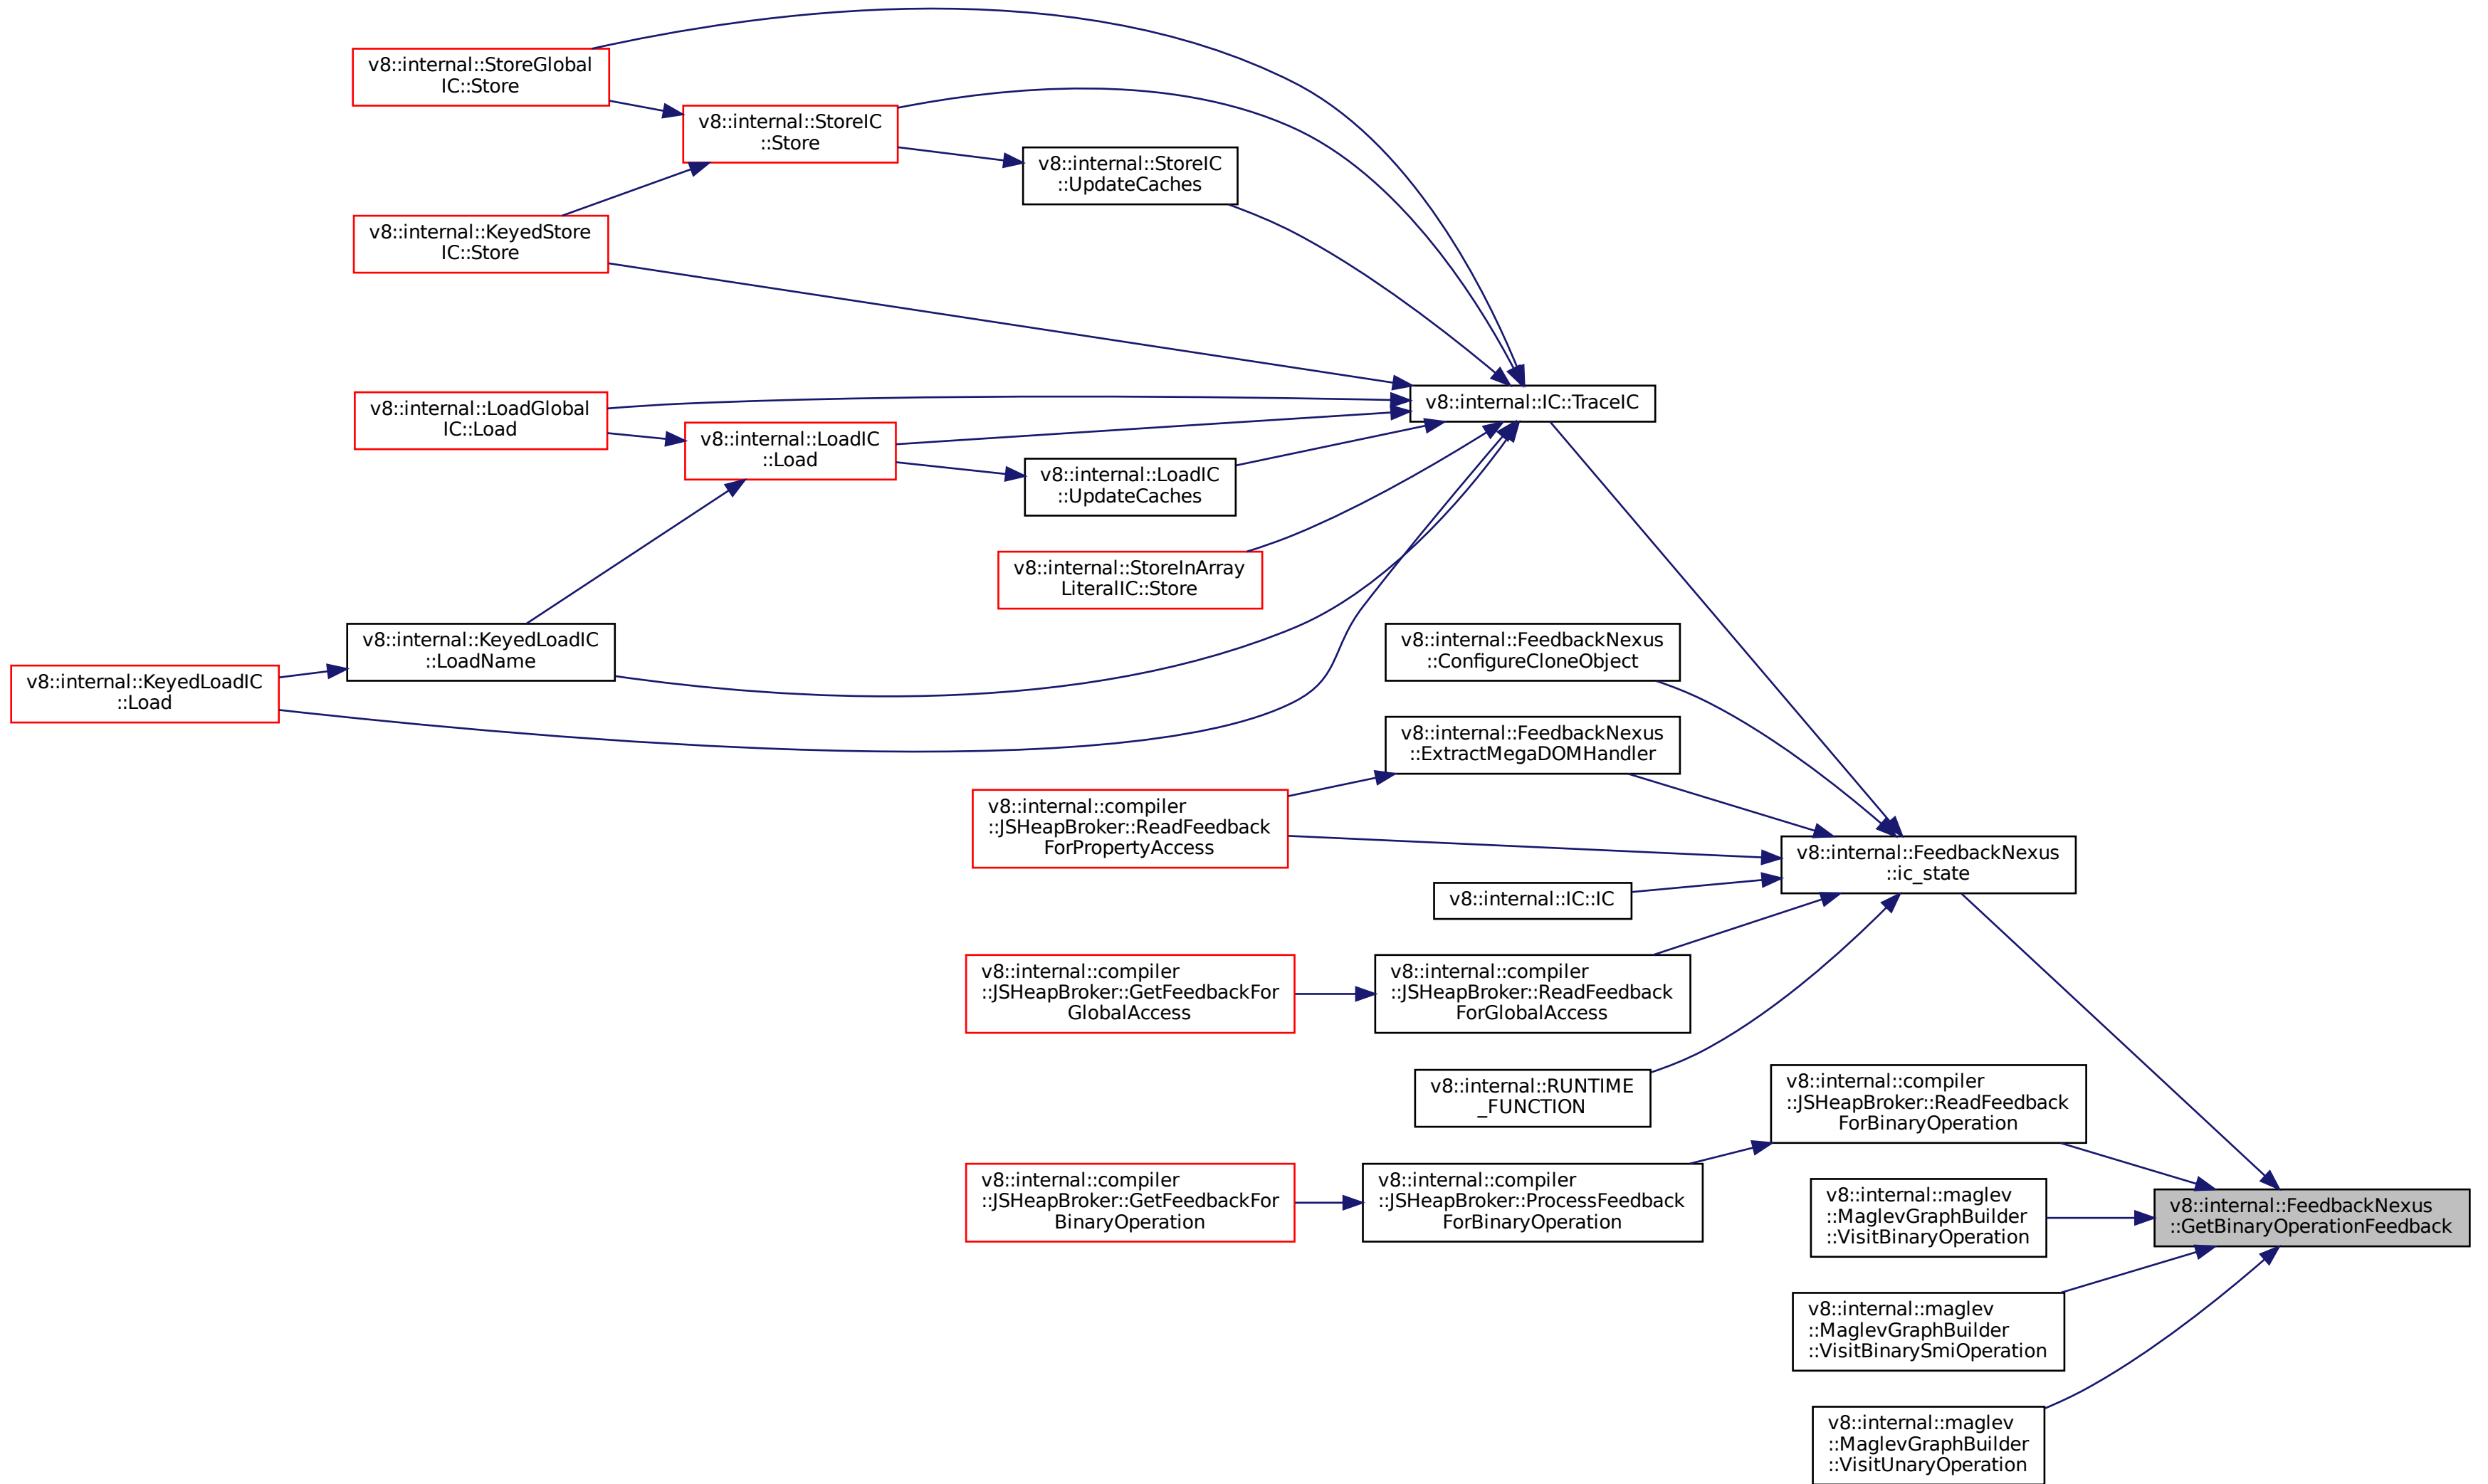 v8::internal::StoreGlobal
IC::Store
v8::internal::StoreIC
::Store
v8::internal::StoreIC
::UpdateCaches
v8::internal::KeyedStore
IC::Store
v8::internal::IC::TraceIC
v8::internal::LoadGlobal
IC::Load
v8::internal::LoadIC
::Load
v8::internal::LoadIC
::UpdateCaches
v8::internal::StoreInArray
LiteralIC::Store
v8::internal::KeyedLoadIC
::LoadName
v8::internal::KeyedLoadIC
::Load
v8::internal::FeedbackNexus
::ConfigureCloneObject
v8::internal::FeedbackNexus
::ExtractMegaDOMHandler
v8::internal::compiler
::JSHeapBroker::ReadFeedback
ForPropertyAccess
v8::internal::FeedbackNexus
::ic_state
v8::internal::IC::IC
v8::internal::compiler
::JSHeapBroker::GetFeedbackFor
GlobalAccess
v8::internal::compiler
::JSHeapBroker::ReadFeedback
ForGlobalAccess
v8::internal::RUNTIME
_FUNCTION
v8::internal::compiler
::JSHeapBroker::ReadFeedback
ForBinaryOperation
v8::internal::compiler
::JSHeapBroker::GetFeedbackFor
BinaryOperation
v8::internal::compiler
::JSHeapBroker::ProcessFeedback
ForBinaryOperation
v8::internal::maglev
::MaglevGraphBuilder
::VisitBinaryOperation
v8::internal::FeedbackNexus
::GetBinaryOperationFeedback
v8::internal::maglev
::MaglevGraphBuilder
::VisitBinarySmiOperation
v8::internal::maglev
::MaglevGraphBuilder
::VisitUnaryOperation